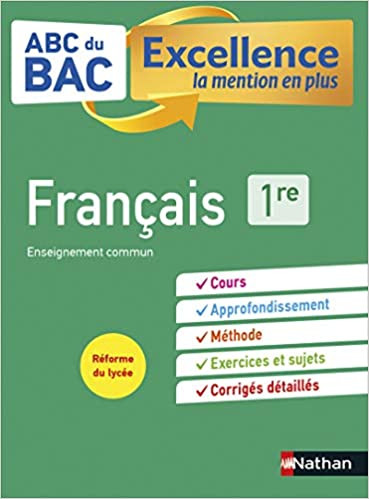 ABC du
BAC
Excellence
la mention en plus
Français 1re
Enseignement commun
✓ Cours
✓ Approfondissement
✓ Méthode
✓ Exercices et sujets
✓ Corrigés détaillés
Réforme
du lycée
Nathan